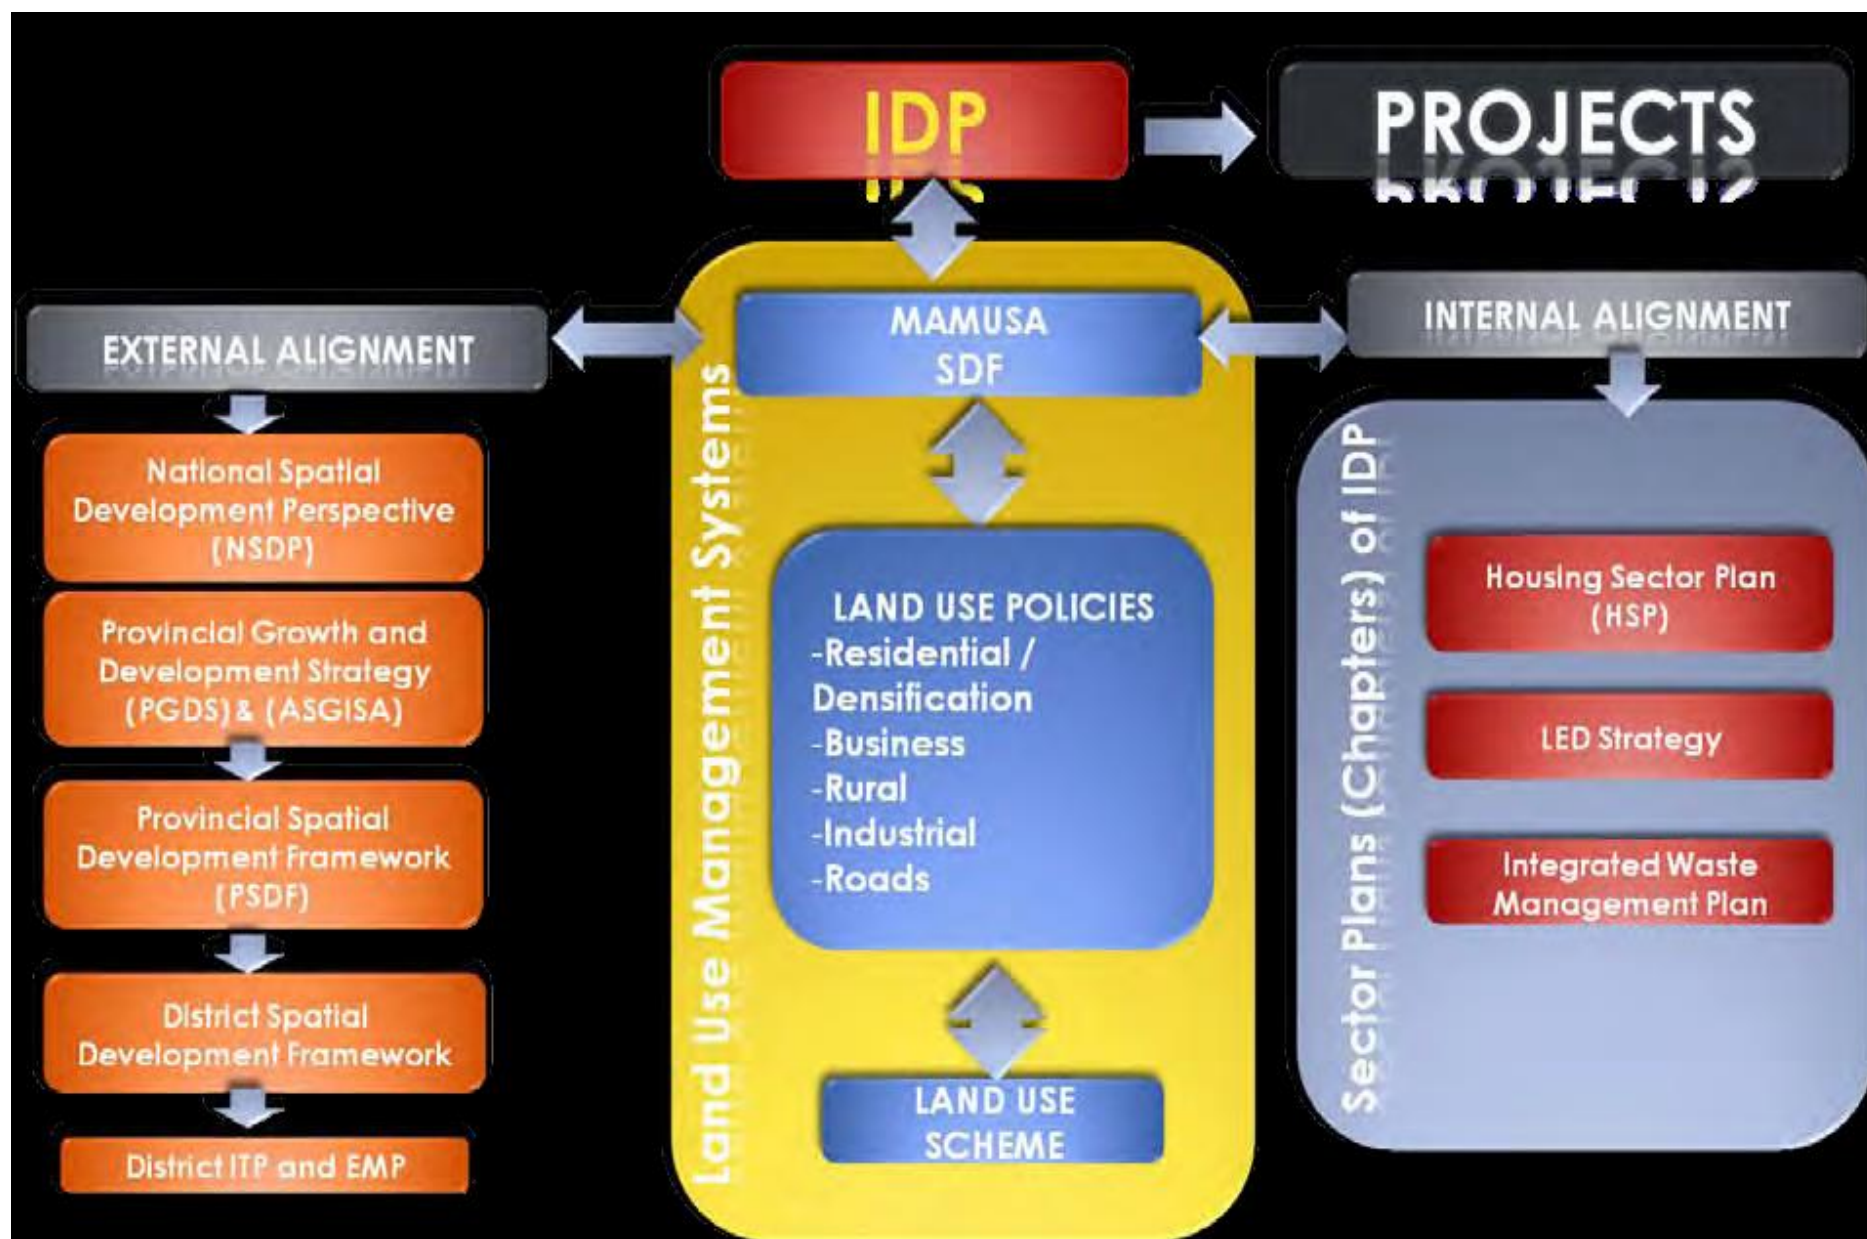 IDP
PROJECTS
EXTERNAL ALIGNMENT
National Spatial
Development Perspective
(NSDP)
Provincial Growth and
Development Strategy
(PGDS) & (ASGISA)
Provincial Spatial
Development Framework
(PSDF)
District Spatial
Development Framework
District ITP and EMP
Land Use Management Systems
MAMUSA
SDF
LAND USE POLICIES
-Residential /
Densification
-Business
-Rural
-Industrial
-Roads
LAND USE
SCHEME
INTERNAL ALIGNMENT
Sector Plans (Chapters) of IDP
Housing Sector Plan
(HSP)
LED Strategy
Integrated Waste
Management Plan